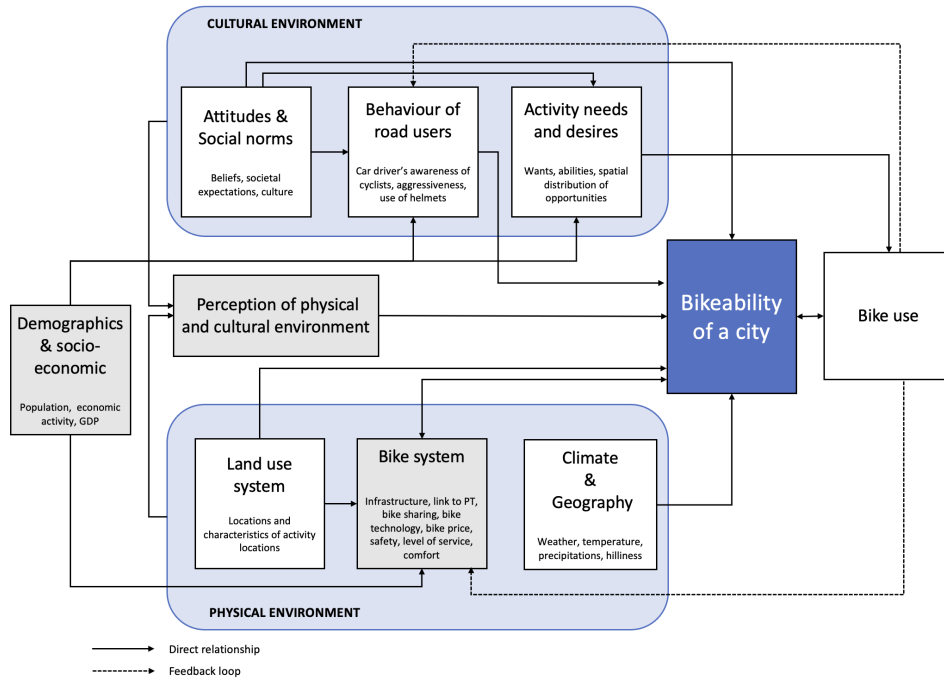 CULTURAL ENVIRONMENT
Attitudes &
Social norms
Beliefs, societal
expectations, culture
Behaviour of
road users
Car driver's awareness of
cyclists, aggressiveness,
use of helmets
Activity needs
and desires
Wants, abilities, spatial
distribution of
opportunities
Demographics
& socio-
economic
Population, economic
activity, GDP
Perception of physical
and cultural environment
Bikeability
of a city
Bike use
Land use
system
Locations and
characteristics of activity
locations
Bike system
Infrastructure, link to PT,
bike sharing, bike
technology, bike price,
safety, level of service,
comfort
Climate
&
Geography
Weather, temperature,
precipitations, hilliness
PHYSICAL ENVIRONMENT
Direct relationship
Feedback loop